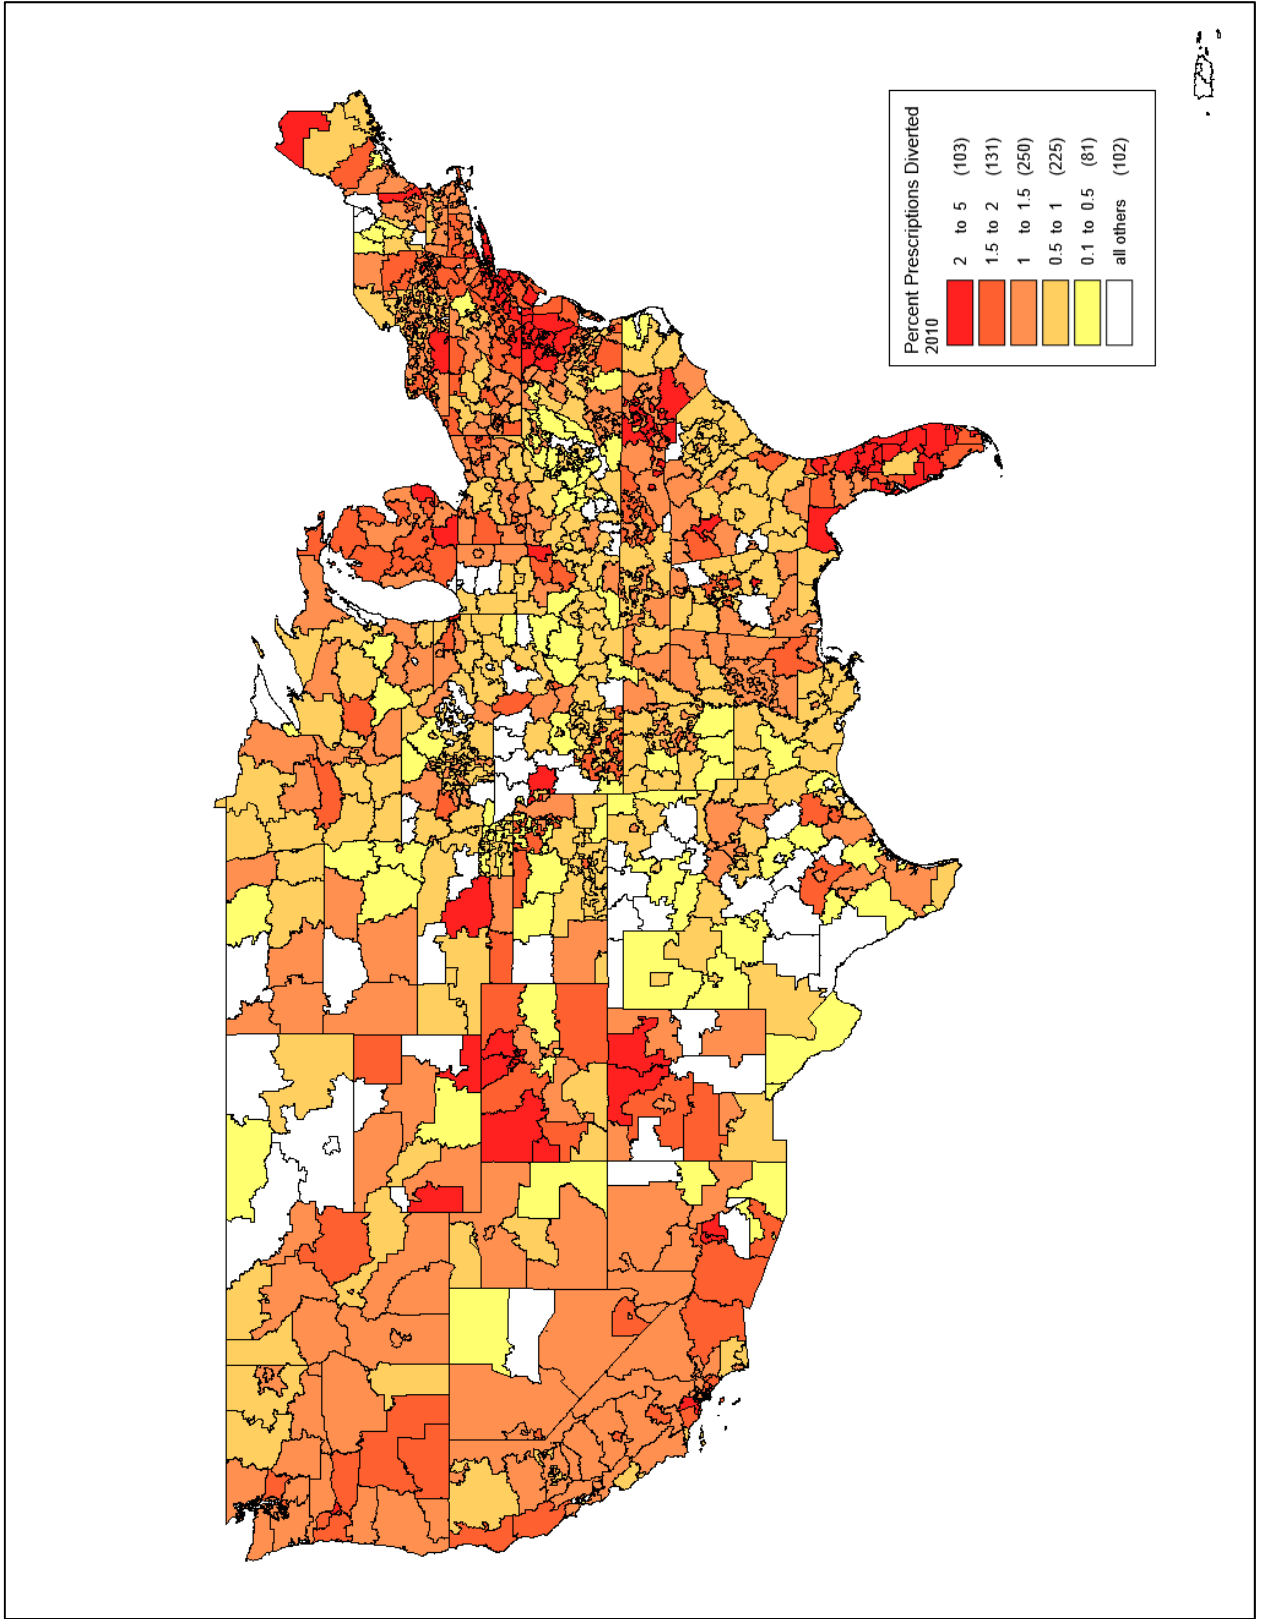 Percent Prescriptions Diverted
2010
2 to 5 (103)
1.5 to 2 (131)
1 to 1.5 (250)
0.5 to 1 (225)
0.1 to 0.5 (81)
all others (102)